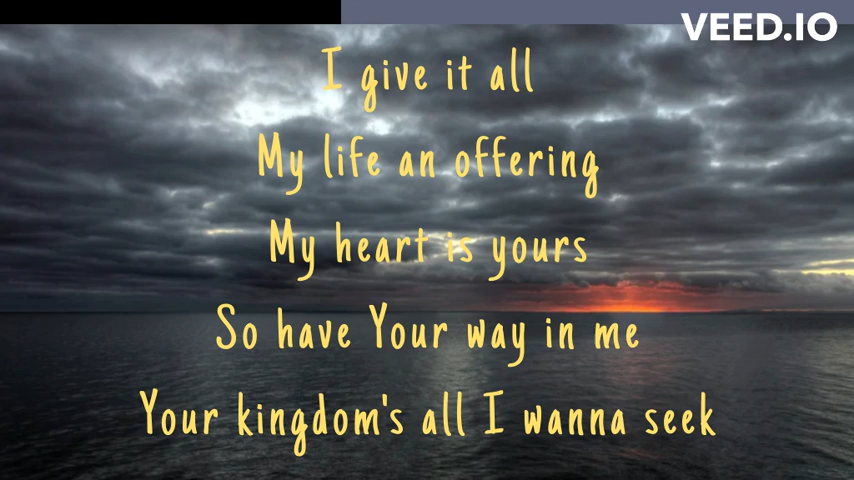 VEED.IO
I give it all
My life an offering
My heart is yours
So have Your way in me
Your kingdom's all I wanna seek